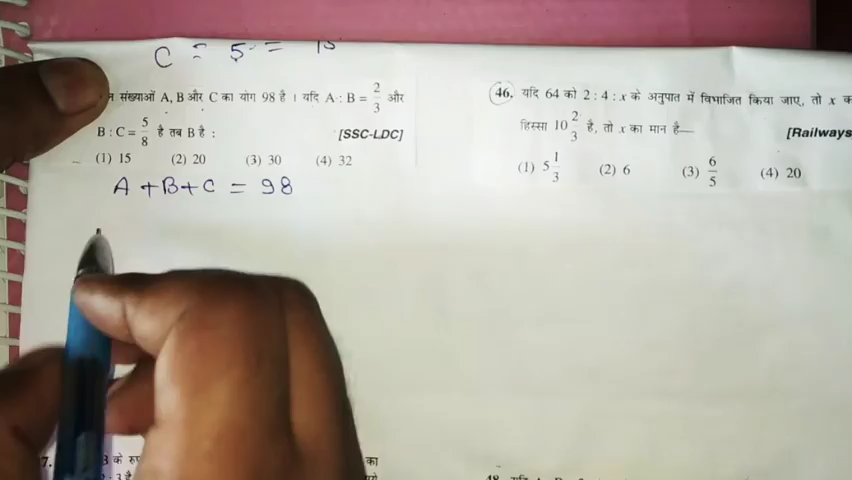 C = 5 =
संख्याओं A, B और C का योग 98 है । यदि A : B = 2/3 और
B : C = 5/8 है तब B है : [SSC-LDC]
(1) 15 (2) 20 (3) 30 (4) 32
A + B + C = 98
46. यदि 64 को 2 : 4 : x के अनुपात में विभाजित किया जाए, तो x क
हिस्सा 10 2/3 है, तो x का मान है— [Railways
(1) 5 1/3 (2) 6 (3) 6/5 (4) 20